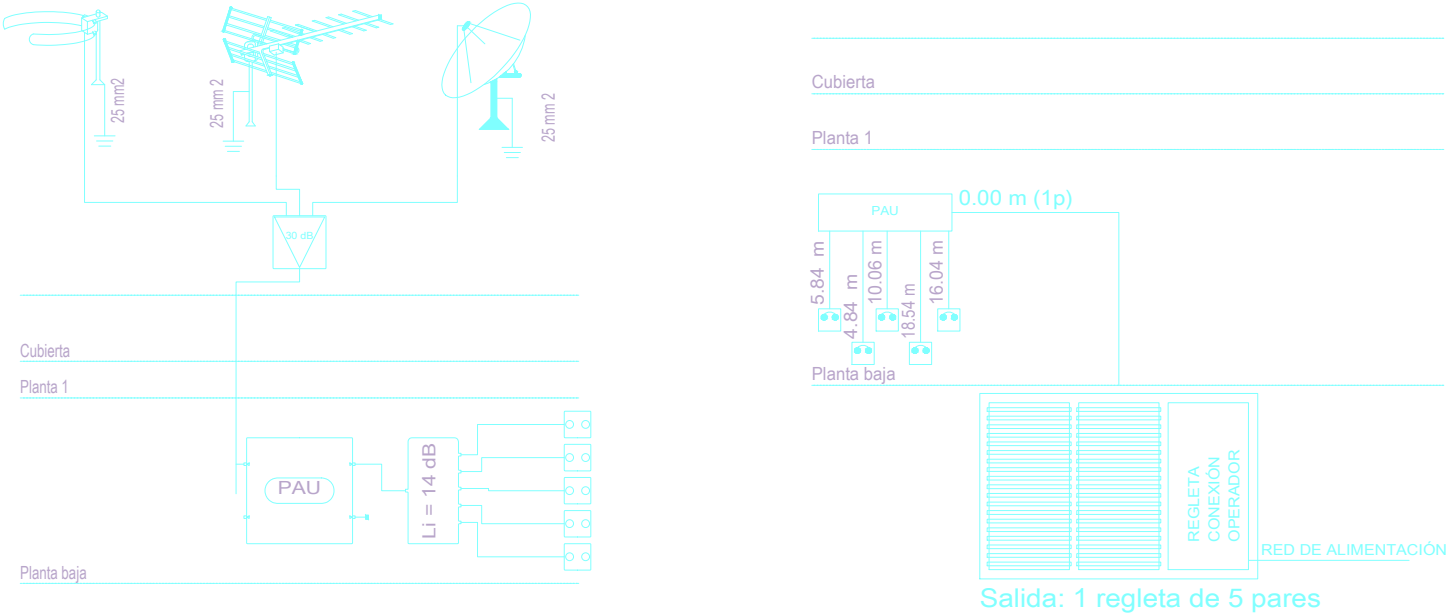 25 mm2
25 mm 2
25 mm 2
30 dB
Cubierta
Planta 1
PAU
Li = 14 dB
Planta baja
Cubierta
Planta 1
0.00 m (1p)
PAU
5.84 m
4.84 m
10.06 m
18.54 m
16.04 m
Planta baja
REGLETA
CONEXIÓN
OPERADOR
RED DE ALIMENTACIÓN
Salida: 1 regleta de 5 pares